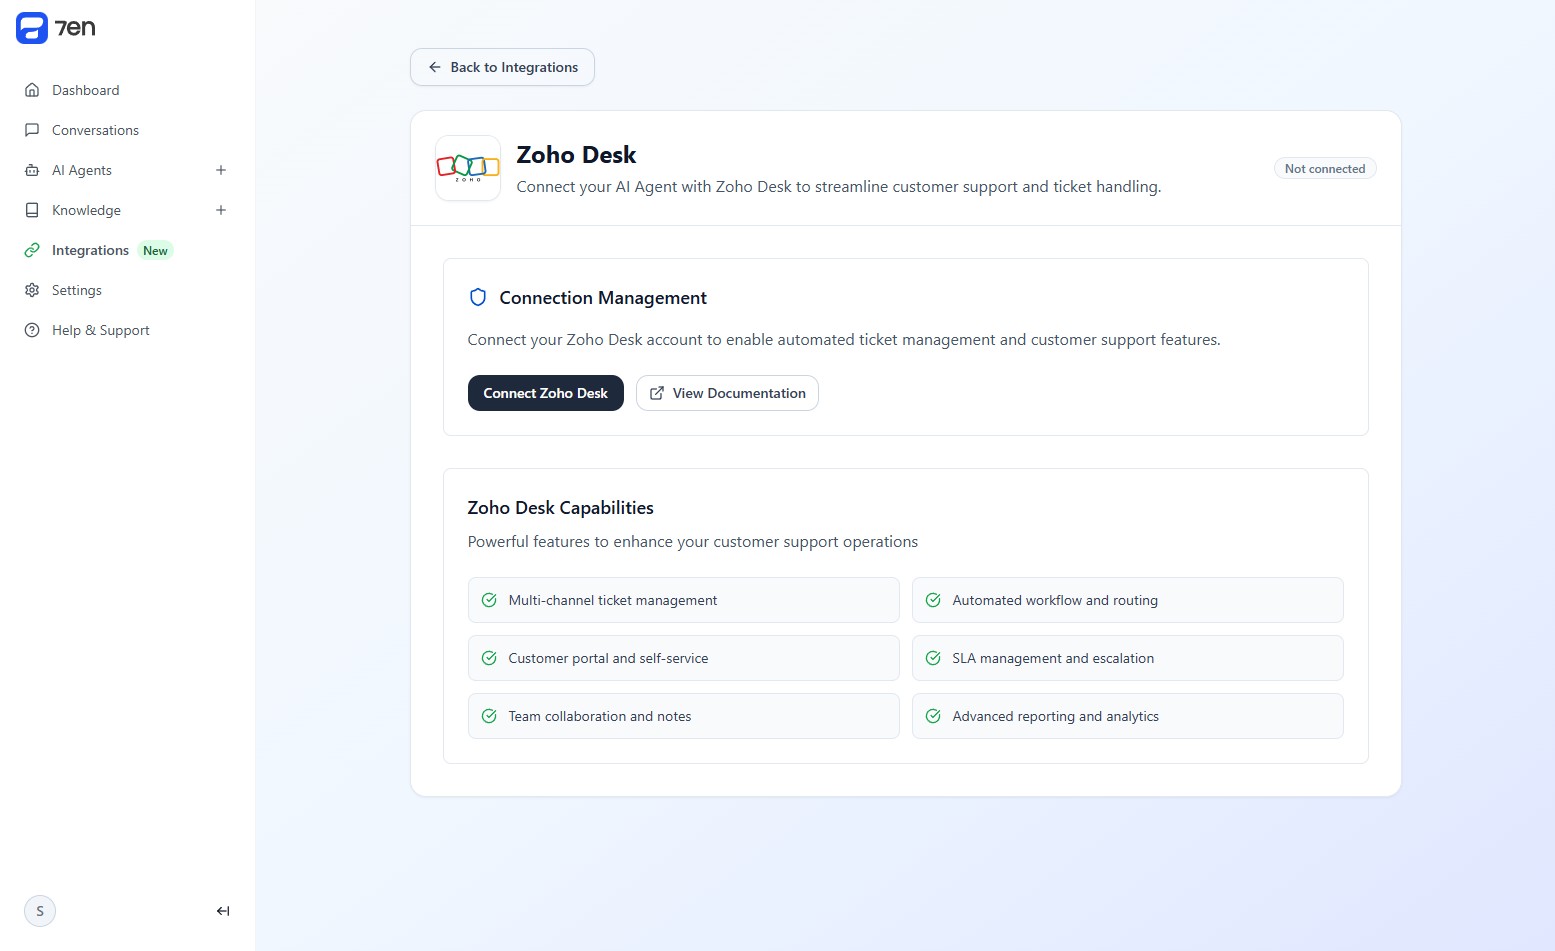 7en
Dashboard
Conversations
AI Agents
Knowledge
Integrations New
Settings
Help & Support
S
Back to Integrations
ZOHO
Zoho Desk
Connect your AI Agent with Zoho Desk to streamline customer support and ticket handling.
Not connected
Connection Management
Connect your Zoho Desk account to enable automated ticket management and customer support features.
Connect Zoho Desk
View Documentation
Zoho Desk Capabilities
Powerful features to enhance your customer support operations
Multi-channel ticket management
Automated workflow and routing
Customer portal and self-service
SLA management and escalation
Team collaboration and notes
Advanced reporting and analytics